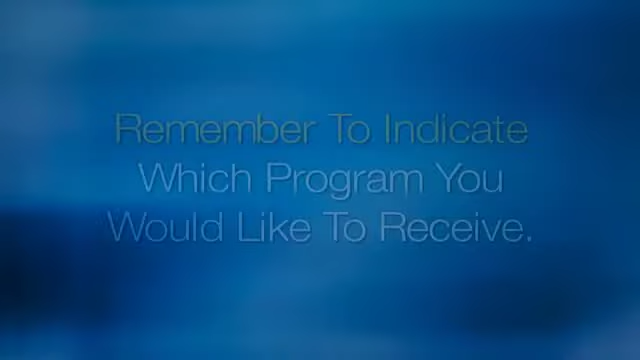 Remember To Indicate
Which Program You
Would Like To Receive.